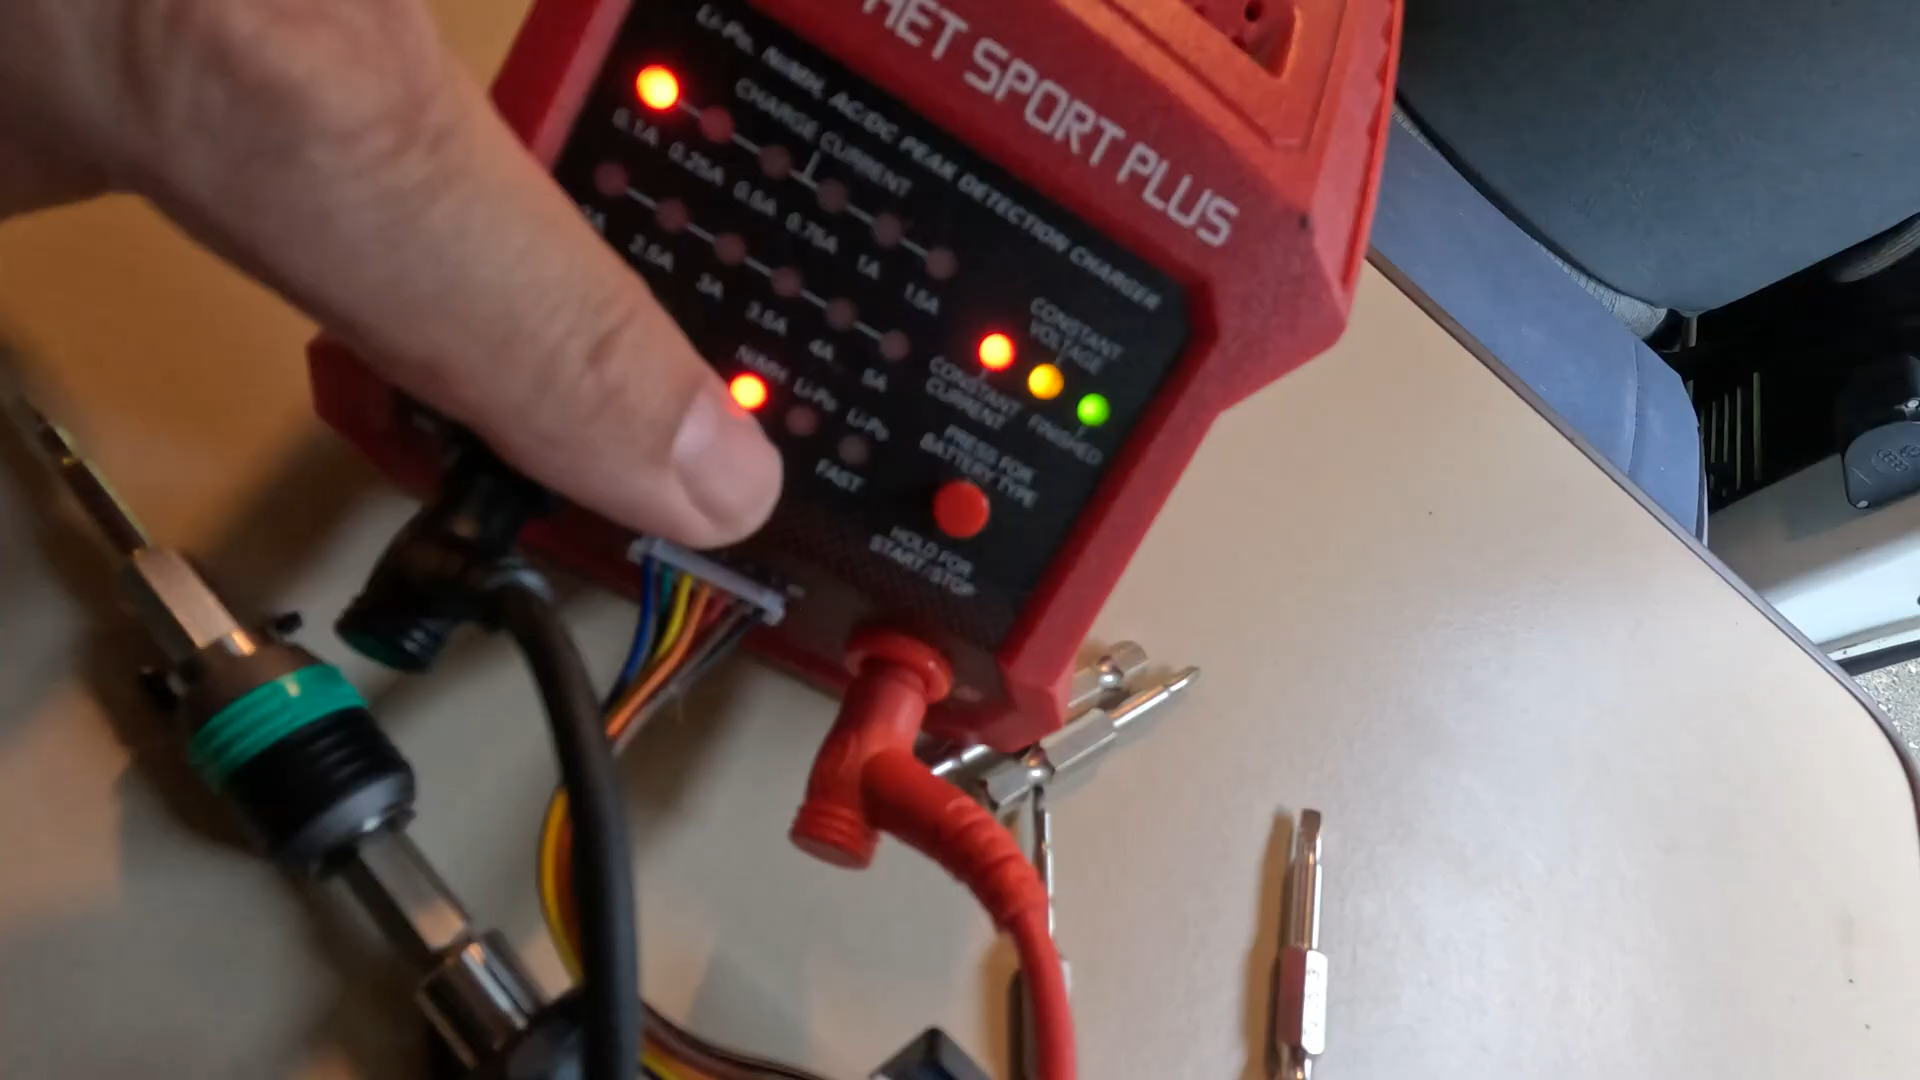 MET SPORT PLUS
Li-Po, NiMH, AC/DC PEAK DETECTION CHARGER
CHARGE CURRENT
0.1A 0.25A 0.5A 0.75A 1A 1.5A
2.5A 3A 3.5A 4A 5A
NiMH Li-Po Li-Po
FAST
CONSTANT
VOLTAGE
CONSTANT
CURRENT
FINISHED
PRESS FOR
BATTERY TYPE
HOLD FOR
START/STOP